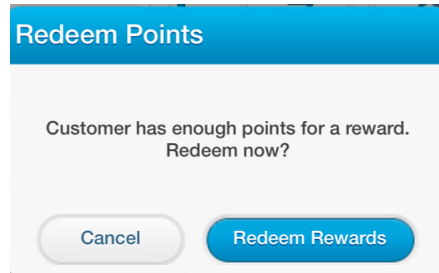 Redeem Points
Customer has enough points for a reward.
Redeem now?
Cancel
Redeem Rewards